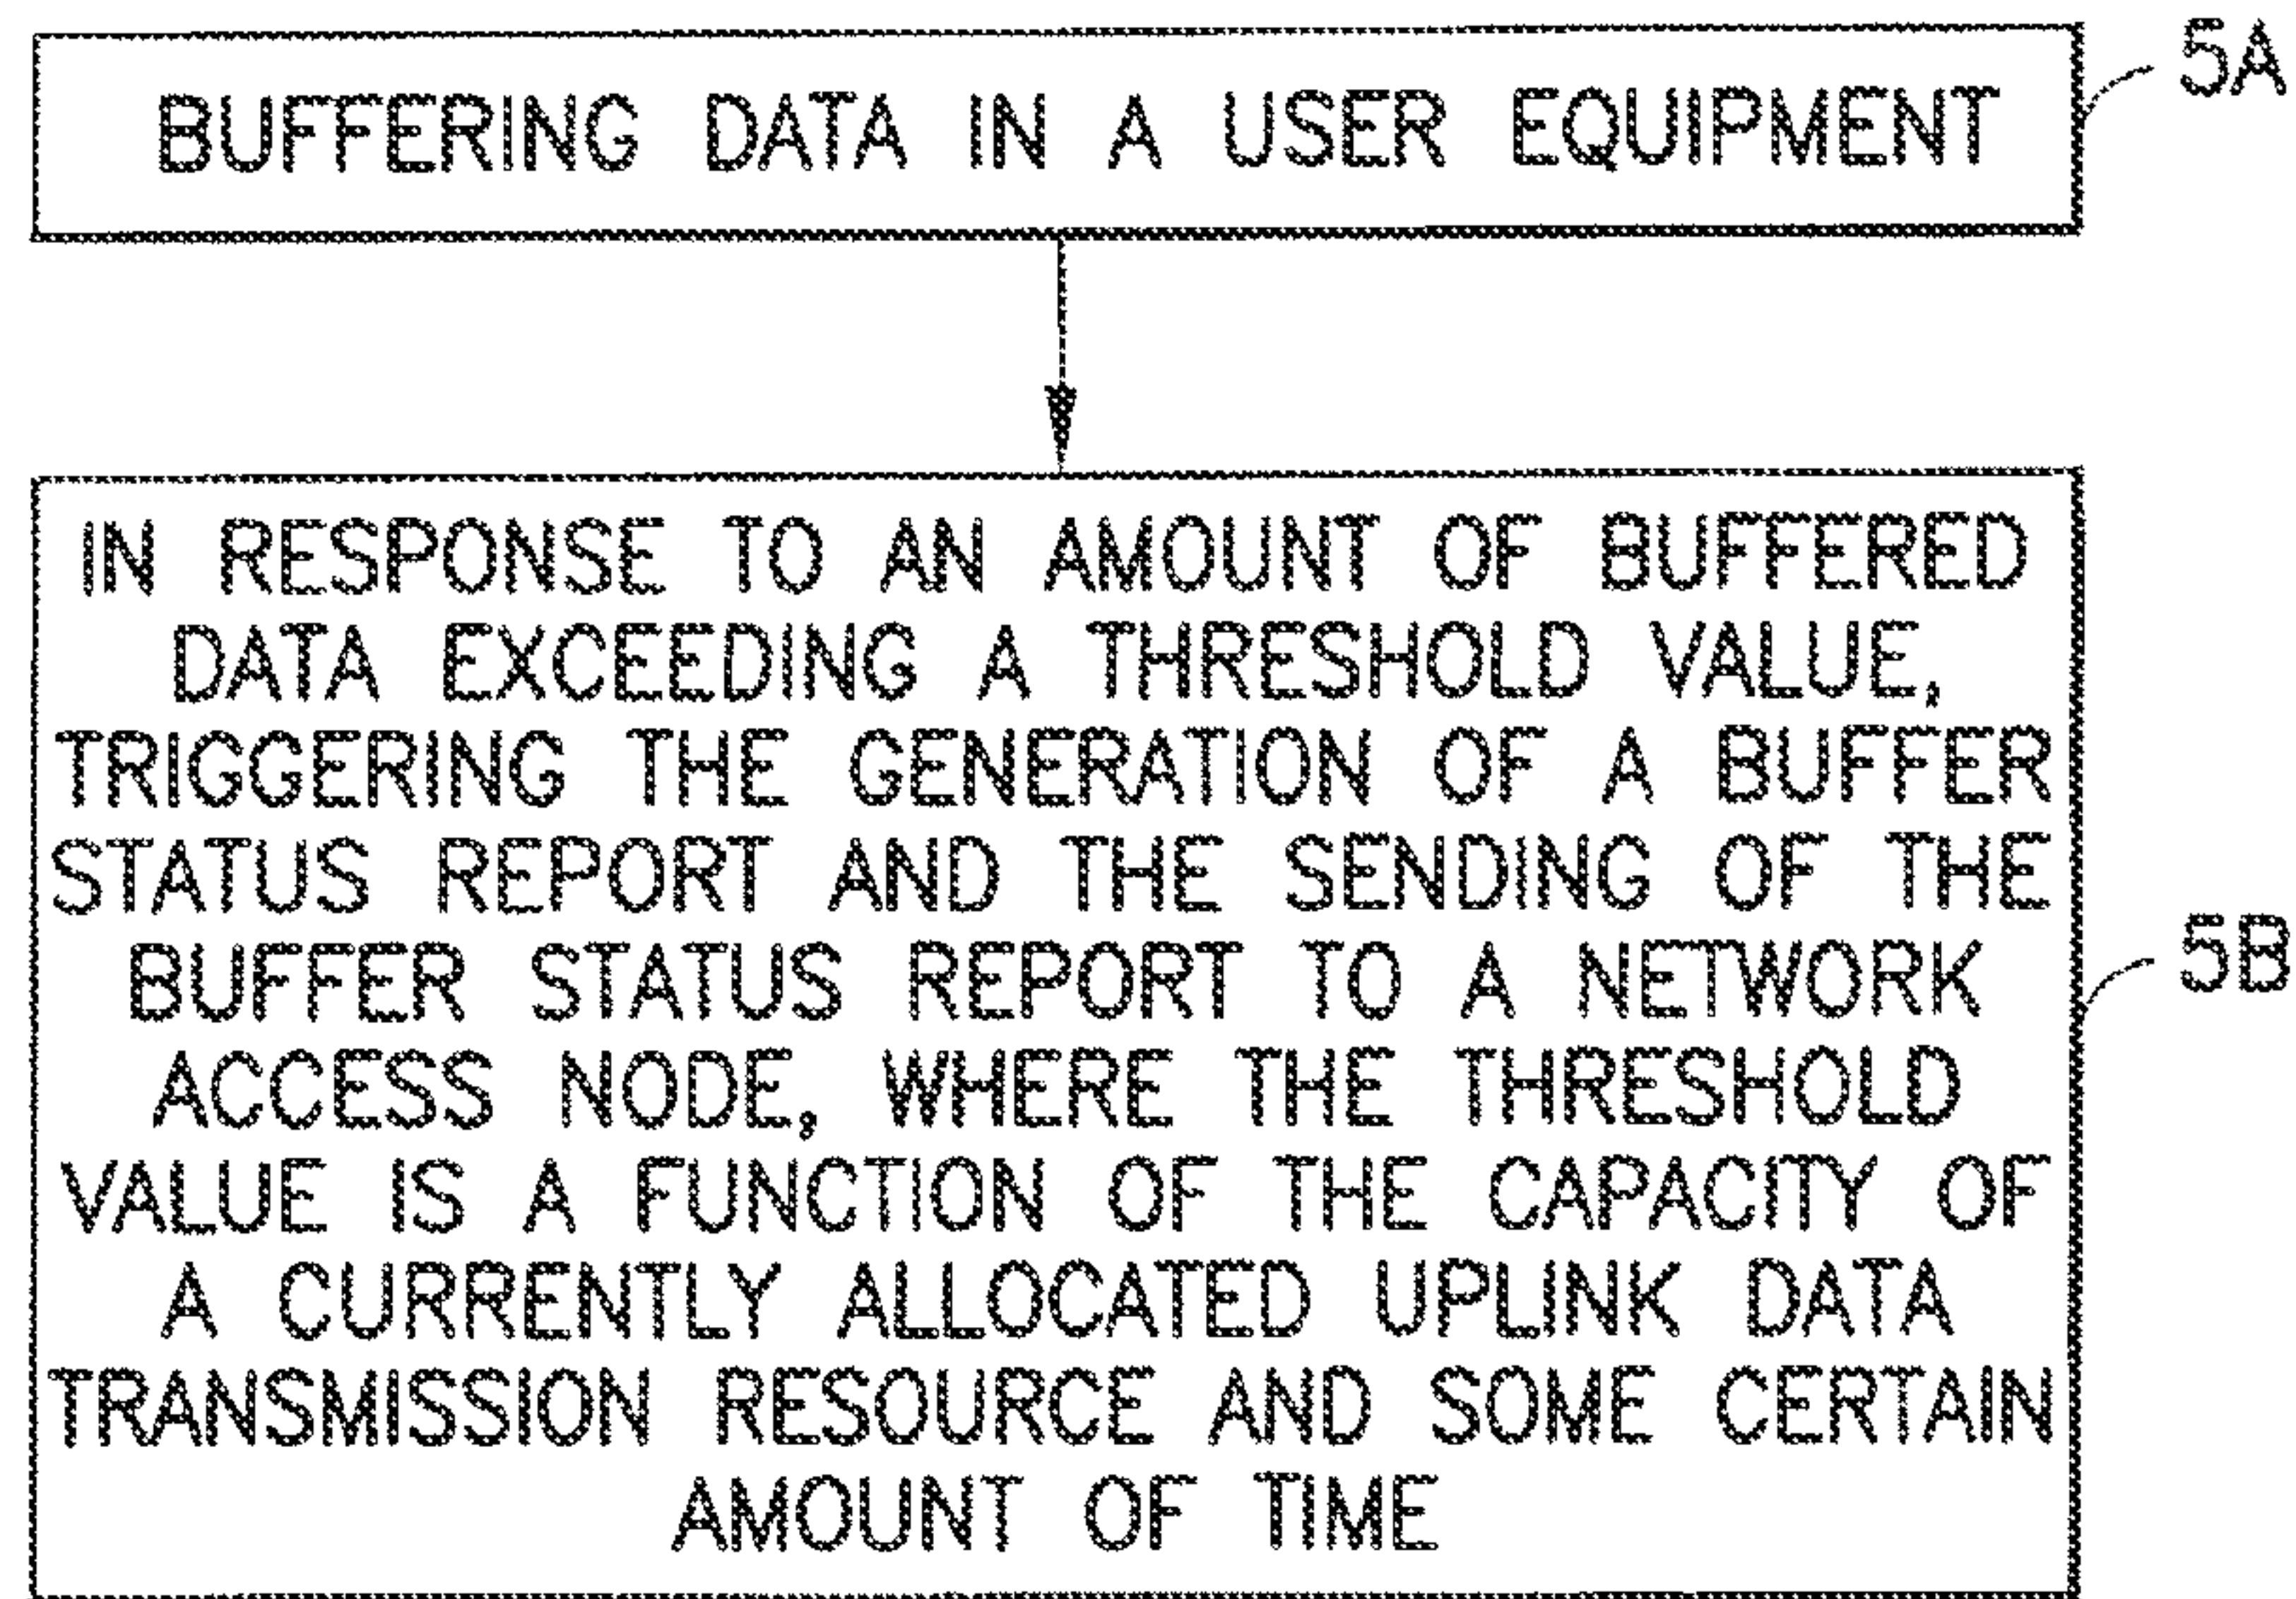 BUFFERING DATA IN A USER EQUIPMENT
5A
IN RESPONSE TO AN AMOUNT OF BUFFERED
DATA EXCEEDING A THRESHOLD VALUE,
TRIGGERING THE GENERATION OF A BUFFER
STATUS REPORT AND THE SENDING OF THE
BUFFER STATUS REPORT TO A NETWORK
ACCESS NODE, WHERE THE THRESHOLD
VALUE IS A FUNCTION OF THE CAPACITY OF
A CURRENTLY ALLOCATED UPLINK DATA
TRANSMISSION RESOURCE AND SOME CERTAIN
AMOUNT OF TIME
5B